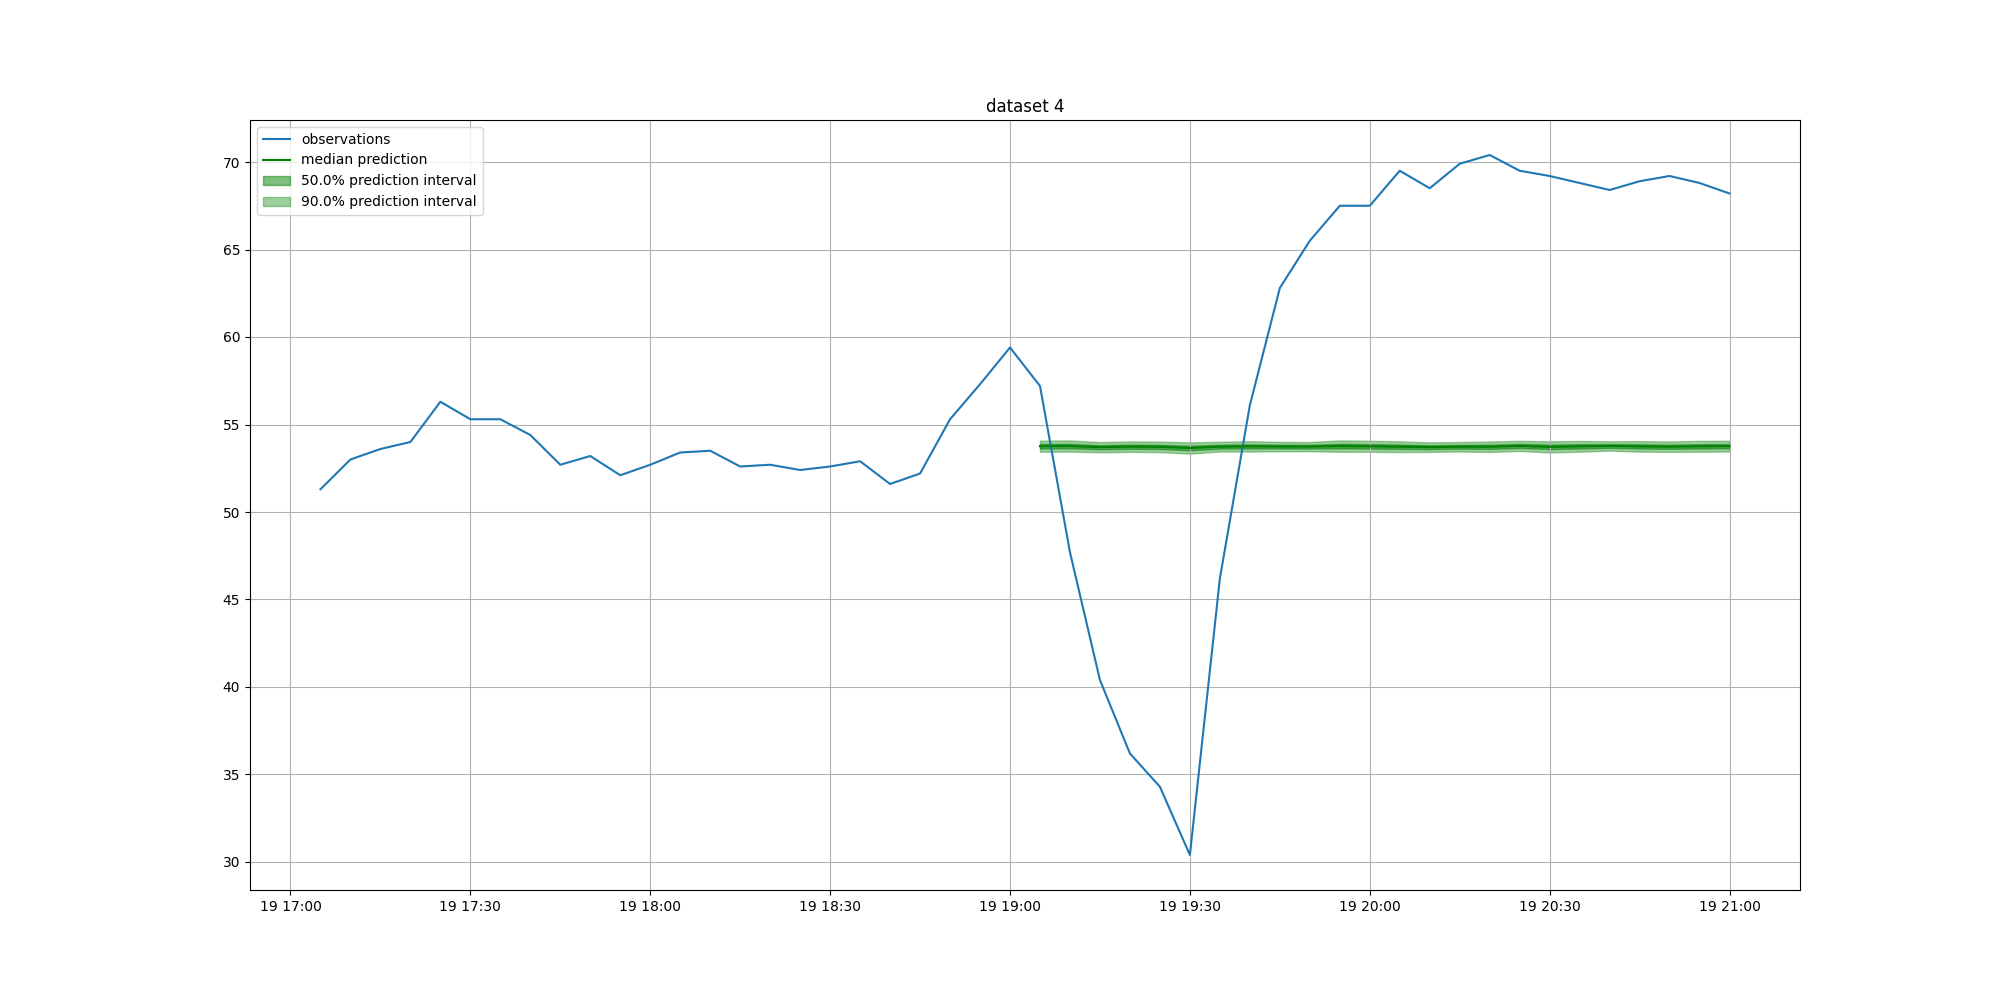 dataset 4
observations
median prediction
50.0% prediction interval
90.0% prediction interval
70
65
60
55
50
45
40
35
30
19 17:00 19 17:30 19 18:00 19 18:30 19 19:00 19 19:30 19 20:00 19 20:30 19 21:00